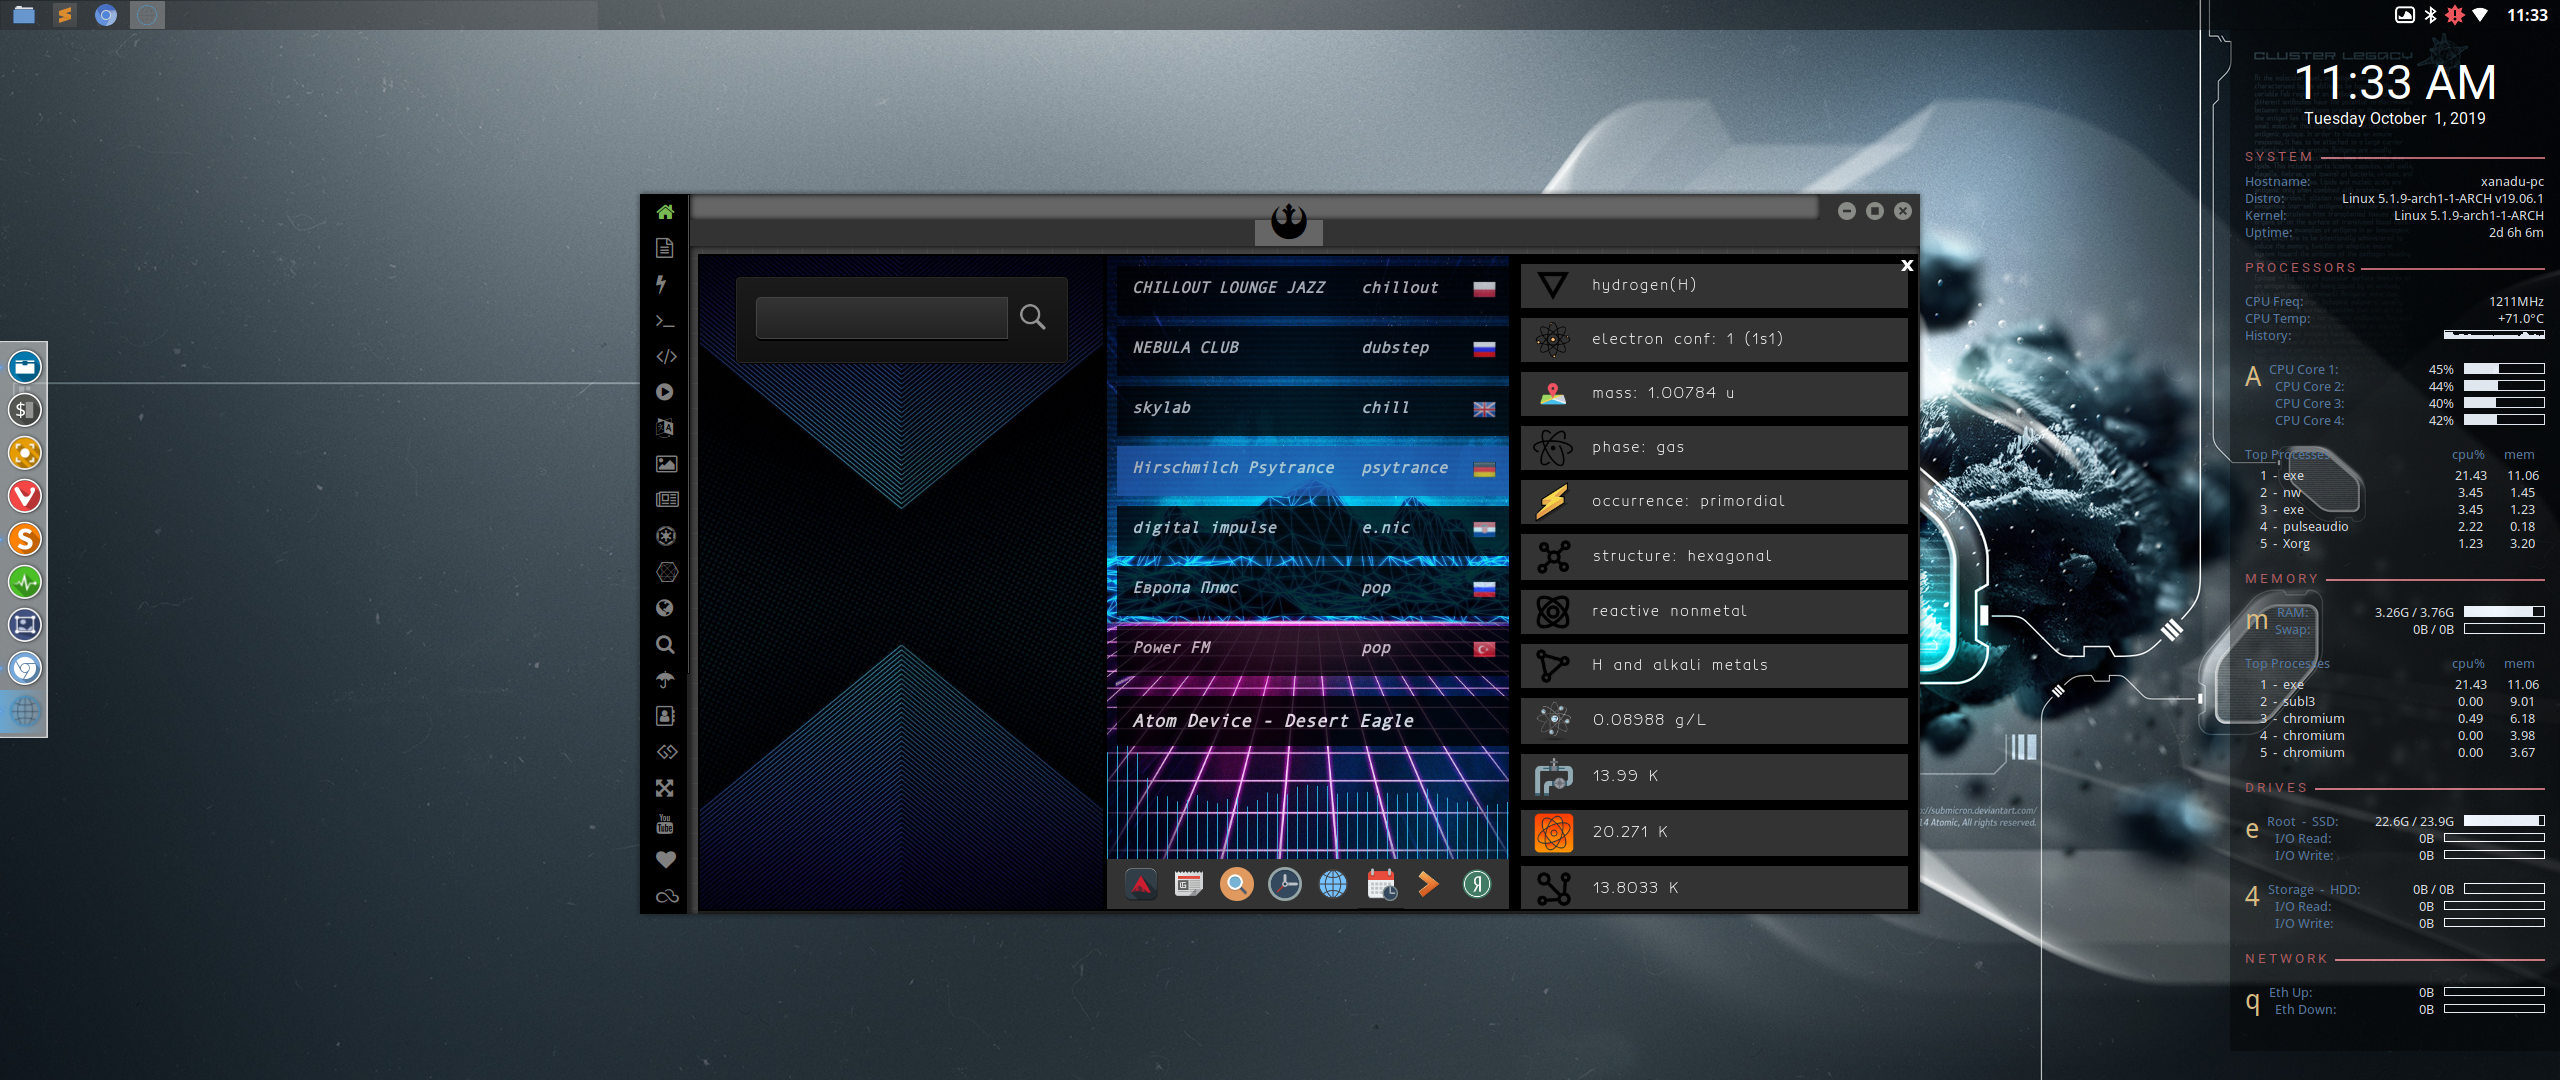 11:33
CLUSTER LEGACY
11:33 AM
Tuesday October 1, 2019
SYSTEM
Hostname: xanadu-pc
Distro: Linux 5.1.9-arch1-1-ARCH v19.06.1
Kernel: Linux 5.1.9-arch1-1-ARCH
Uptime: 2d 6h 6m
PROCESSORS
CPU Freq: 1211MHz
CPU Temp: +71.0°C
History:
A CPU Core 1: 45%
CPU Core 2: 44%
CPU Core 3: 40%
CPU Core 4: 42%
Top Processes cpu% mem
1 - exe 21.43 11.06
2 - nw 3.45 1.45
3 - exe 3.45 1.23
4 - pulseaudio 2.22 0.18
5 - Xorg 1.23 3.20
MEMORY
m RAM: 3.26G / 3.76G
Swap: 0B / 0B
Top Processes cpu% mem
1 - exe 21.43 11.06
2 - subl3 0.00 9.01
3 - chromium 0.49 6.18
4 - chromium 0.00 3.98
5 - chromium 0.00 3.67
DRIVES
e Root - SSD: 22.6G / 23.9G
I/O Read: 0B
I/O Write: 0B
4 Storage - HDD: 0B / 0B
I/O Read: 0B
I/O Write: 0B
NETWORK
q Eth Up: 0B
Eth Down: 0B
CHILLOUT LOUNGE JAZZ chillout
NEBULA CLUB dubstep
skylab chill
Hirschmilch Psytrance psytrance
digital impulse e.nic
Европа Плюс pop
Power FM pop
Atom Device - Desert Eagle
x
hydrogen(H)
electron conf: 1 (1s1)
mass: 1.00784 u
phase: gas
occurrence: primordial
structure: hexagonal
reactive nonmetal
H and alkali metals
0.08988 g/L
13.99 K
20.271 K
13.8033 K
You
Tube
Я
://submicron.deviantart.com/
14 Atomic, All rights reserved.